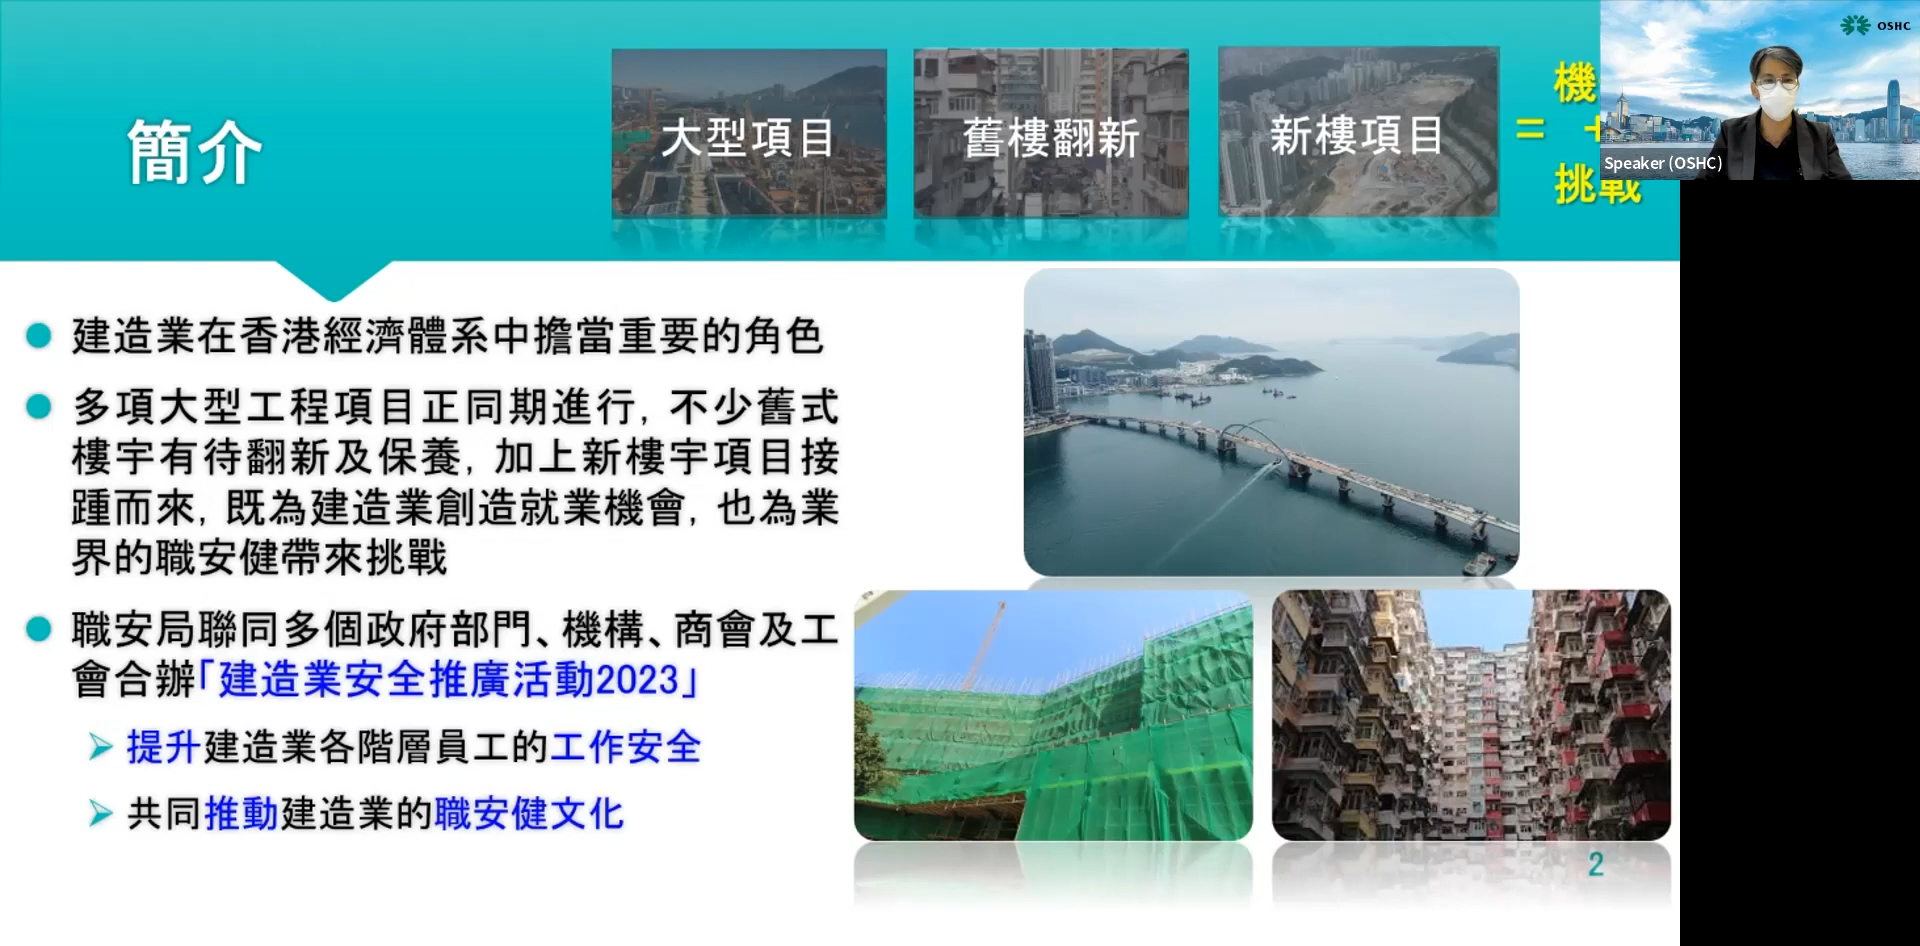 簡介
大型項目
舊樓翻新
新樓項目
=
機
+
挑戰
OSHC
Speaker (OSHC)
建造業在香港經濟體系中擔當重要的角色
多項大型工程項目正同期進行, 不少舊式
樓宇有待翻新及保養, 加上新樓宇項目接
踵而來, 既為建造業創造就業機會, 也為業
界的職安健帶來挑戰
職安局聯同多個政府部門、機構、商會及工
會合辦「建造業安全推廣活動2023」
提升建造業各階層員工的工作安全
共同推動建造業的職安健文化
2